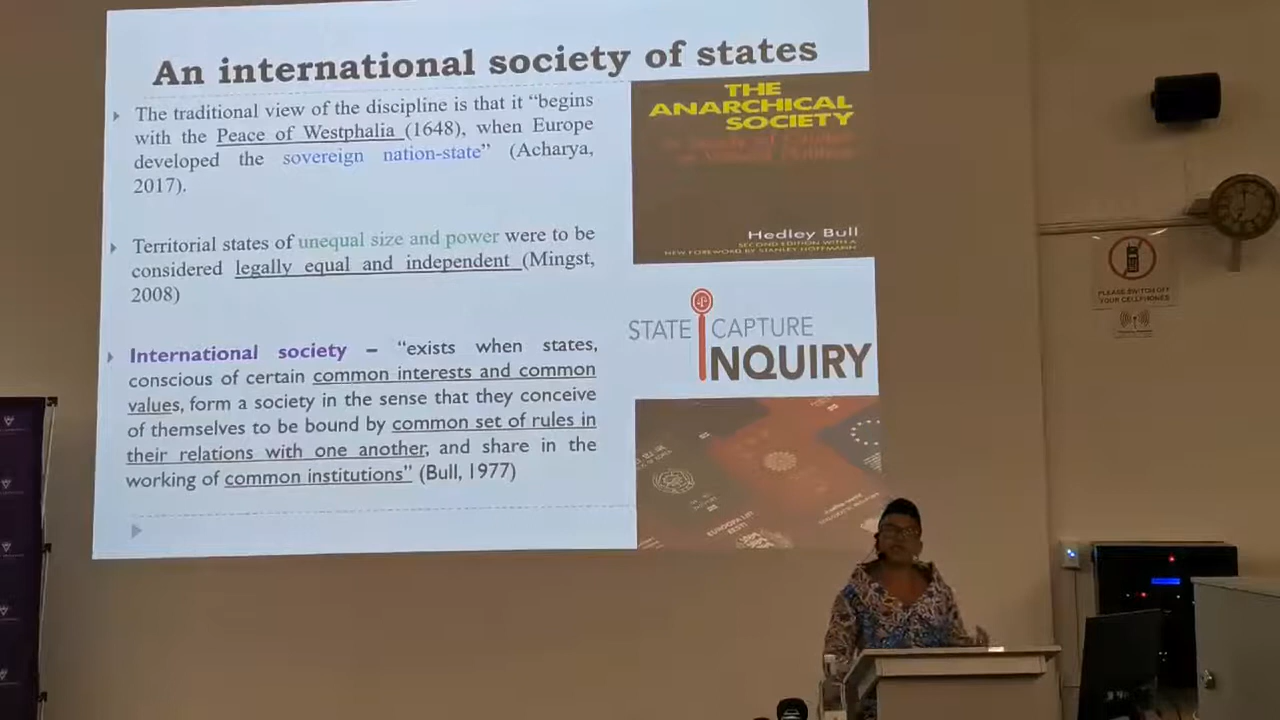 An international society of states
The traditional view of the discipline is that it “begins
with the Peace of Westphalia (1648), when Europe
developed the sovereign nation-state” (Acharya,
2017).
Territorial states of unequal size and power were to be
considered legally equal and independent (Mingst,
2008)
International society – “exists when states,
conscious of certain common interests and common
values, form a society in the sense that they conceive
of themselves to be bound by common set of rules in
their relations with one another, and share in the
working of common institutions” (Bull, 1977)
THE
ANARCHICAL
SOCIETY
Hedley Bull
SECOND EDITION WITH A
NEW FOREWORD BY STANLEY HOFFMANN
STATE CAPTURE
INQUIRY
PLEASE SWITCH OFF
YOUR CELLPHONES